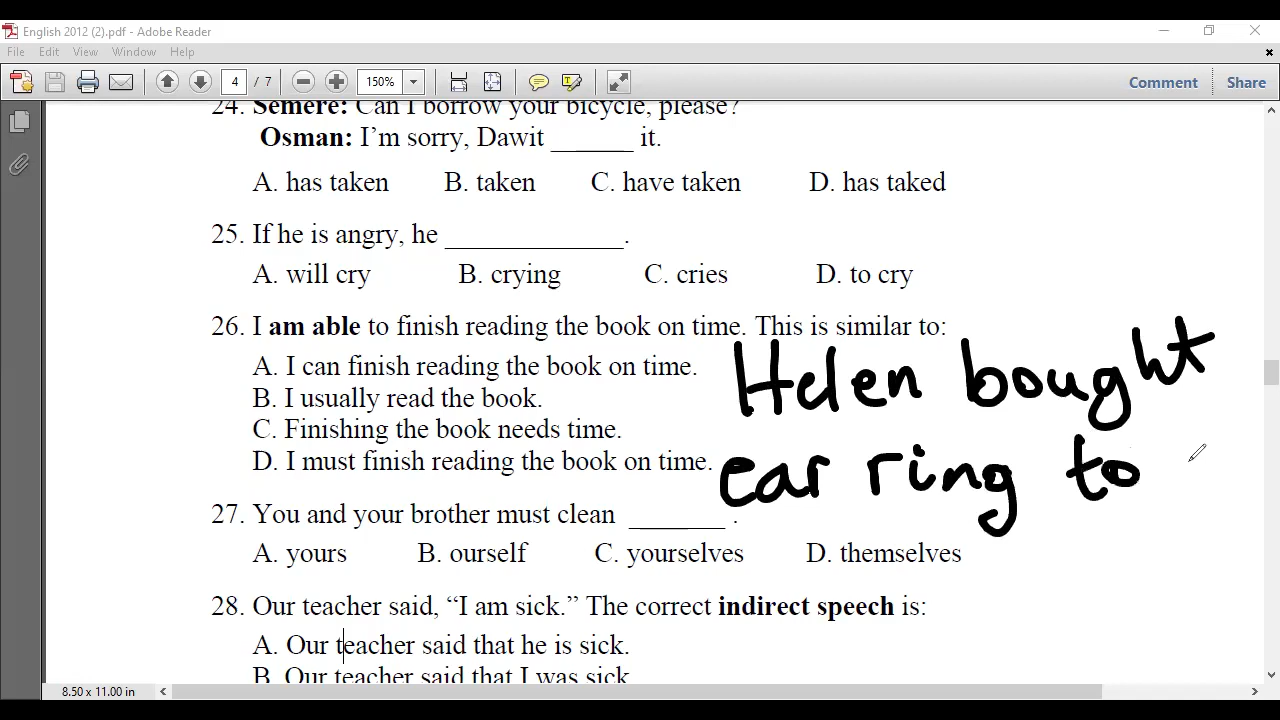 English 2012 (2).pdf - Adobe Reader
File Edit View Window Help
4 / 7 150% Comment Share
24. Semere: Can I borrow your bicycle, please?
Osman: I'm sorry, Dawit ______ it.
A. has taken B. taken C. have taken D. has taked
25. If he is angry, he _____________.
A. will cry B. crying C. cries D. to cry
26. I am able to finish reading the book on time. This is similar to:
A. I can finish reading the book on time.
B. I usually read the book.
C. Finishing the book needs time.
D. I must finish reading the book on time.
Helen bought
ear ring to
27. You and your brother must clean _______ .
A. yours B. ourself C. yourselves D. themselves
28. Our teacher said, “I am sick.” The correct indirect speech is:
A. Our teacher said that he is sick.
B. Our teacher said that I was sick
8.50 x 11.00 in